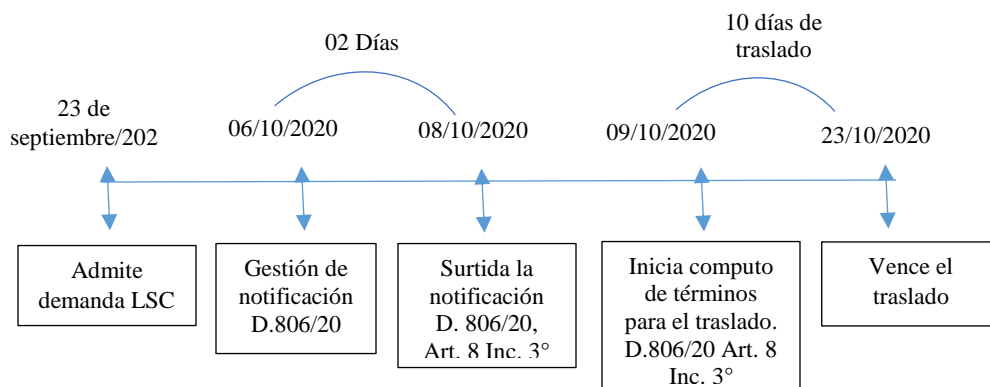 02 Días
10 días de
traslado
23 de
septiembre/202
06/10/2020
08/10/2020
09/10/2020
23/10/2020
Admite
demanda LSC
Gestión de
notificación
D.806/20
Surtida la
notificación
D. 806/20,
Art. 8 Inc. 3°
Inicia computo
de términos
para el traslado.
D.806/20 Art. 8
Inc. 3°
Vence el
traslado